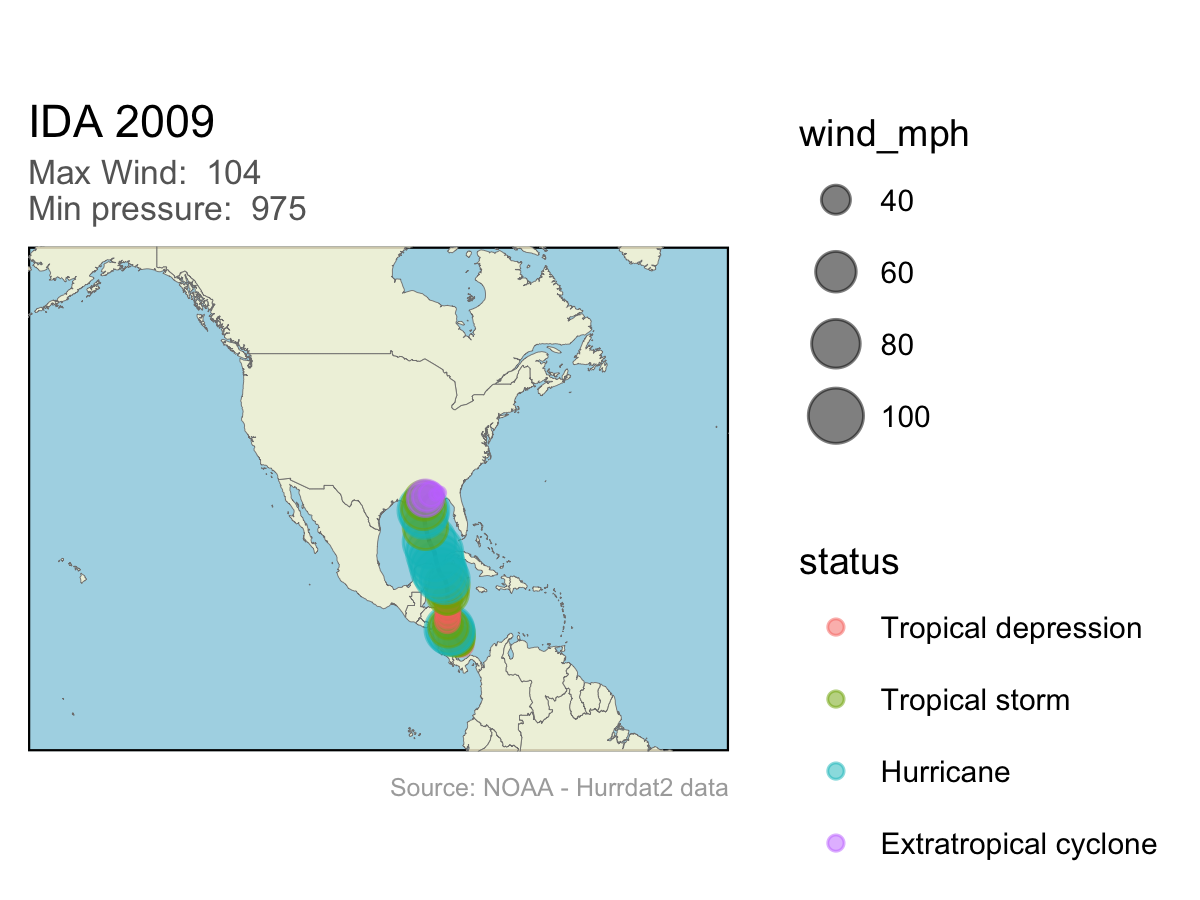 IDA 2009
Max Wind:  104
Min pressure:  975
Source: NOAA - Hurrdat2 data
wind_mph
40
60
80
100
status
Tropical depression
Tropical storm
Hurricane
Extratropical cyclone